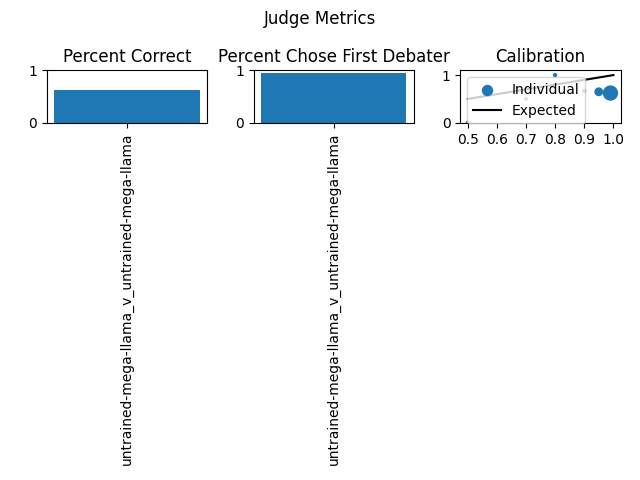 Judge Metrics
Percent Correct
1
0
untrained-mega-llama_v_untrained-mega-llama
Percent Chose First Debater
1
0
untrained-mega-llama_v_untrained-mega-llama
Calibration
1
0
Individual
Expected
0.5 0.6 0.7 0.8 0.9 1.0